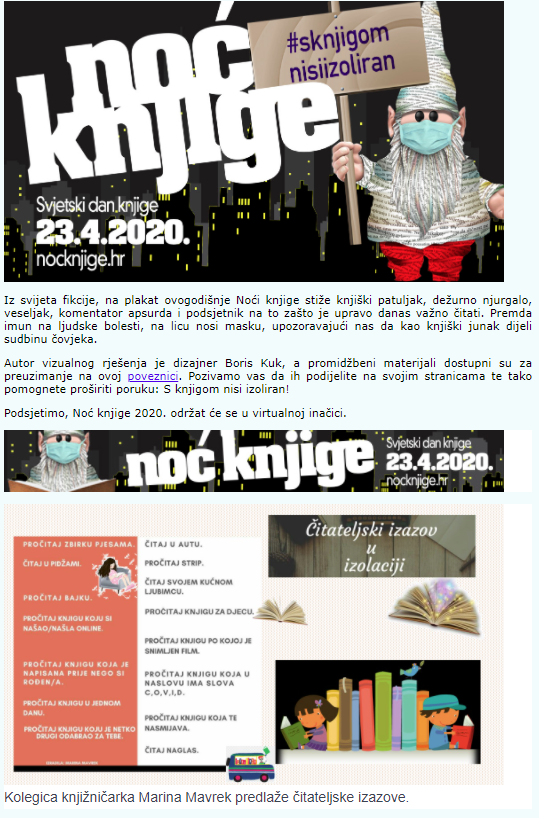 #sknjigom
nisiizoliran
noć
knjige
Svjetski dan knjige
23.4.2020.
nocknjige.hr
Iz svijeta fikcije, na plakat ovogodišnje Noći knjige stiže knjiški patuljak, dežurno njurgalo,
veseljak, komentator apsurda i podsjetnik na to zašto je upravo danas važno čitati. Premda
imun na ljudske bolesti, na licu nosi masku, upozoravajući nas da kao knjiški junak dijeli
sudbinu čovjeka.
Autor vizualnog rješenja je dizajner Boris Kuk, a promidžbeni materijali dostupni su za
preuzimanje na ovoj poveznici. Pozivamo vas da ih podijelite na svojim stranicama te tako
pomognete proširiti poruku: S knjigom nisi izoliran!
Podsjetimo, Noć knjige 2020. održat će se u virtualnoj inačici.
noć knjige
Svjetski dan knjige
23.4.2020.
nocknjige.hr
PROČITAJ ZBIRKU PJESAMA.
ČITAJ U PIDŽAMI.
PROČITAJ BAJKU.
PROČITAJ KNJIGU KOJU SI
NAŠAO/NAŠLA ONLINE.
PROČITAJ KNJIGU KOJA JE
NAPISANA PRIJE NEGO SI
ROĐEN/A.
PROČITAJ KNJIGU U JEDNOM
DANU.
PROČITAJ KNJIGU KOJU JE NETKO
DRUGI ODABRAO ZA TEBE.
ČITAJ U AUTU.
PROČITAJ STRIP.
ČITAJ SVOJEM KUĆNOM
LJUBIMCU.
PROČITAJ KNJIGU ZA DJECU.
PROČITAJ KNJIGU PO KOJOJ JE
SNIMLJEN FILM.
PROČITAJ KNJIGU KOJA U
NASLOVU IMA SLOVA
C,O,V,I,D.
PROČITAJ KNJIGU KOJA TE
NASMIJAVA.
ČITAJ NAGLAS.
Čitateljski izazov
u
izolaciji
Kolegica knjižničarka Marina Mavrek predlaže čitateljske izazove.